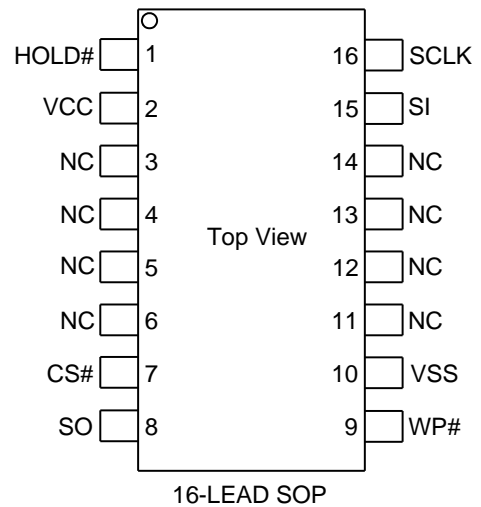 HOLD# 1 16 SCLK
VCC 2 15 SI
NC 3 14 NC
NC 4 13 NC
Top View
NC 5 12 NC
NC 6 11 NC
CS# 7 10 VSS
SO 8 9 WP#
16-LEAD SOP